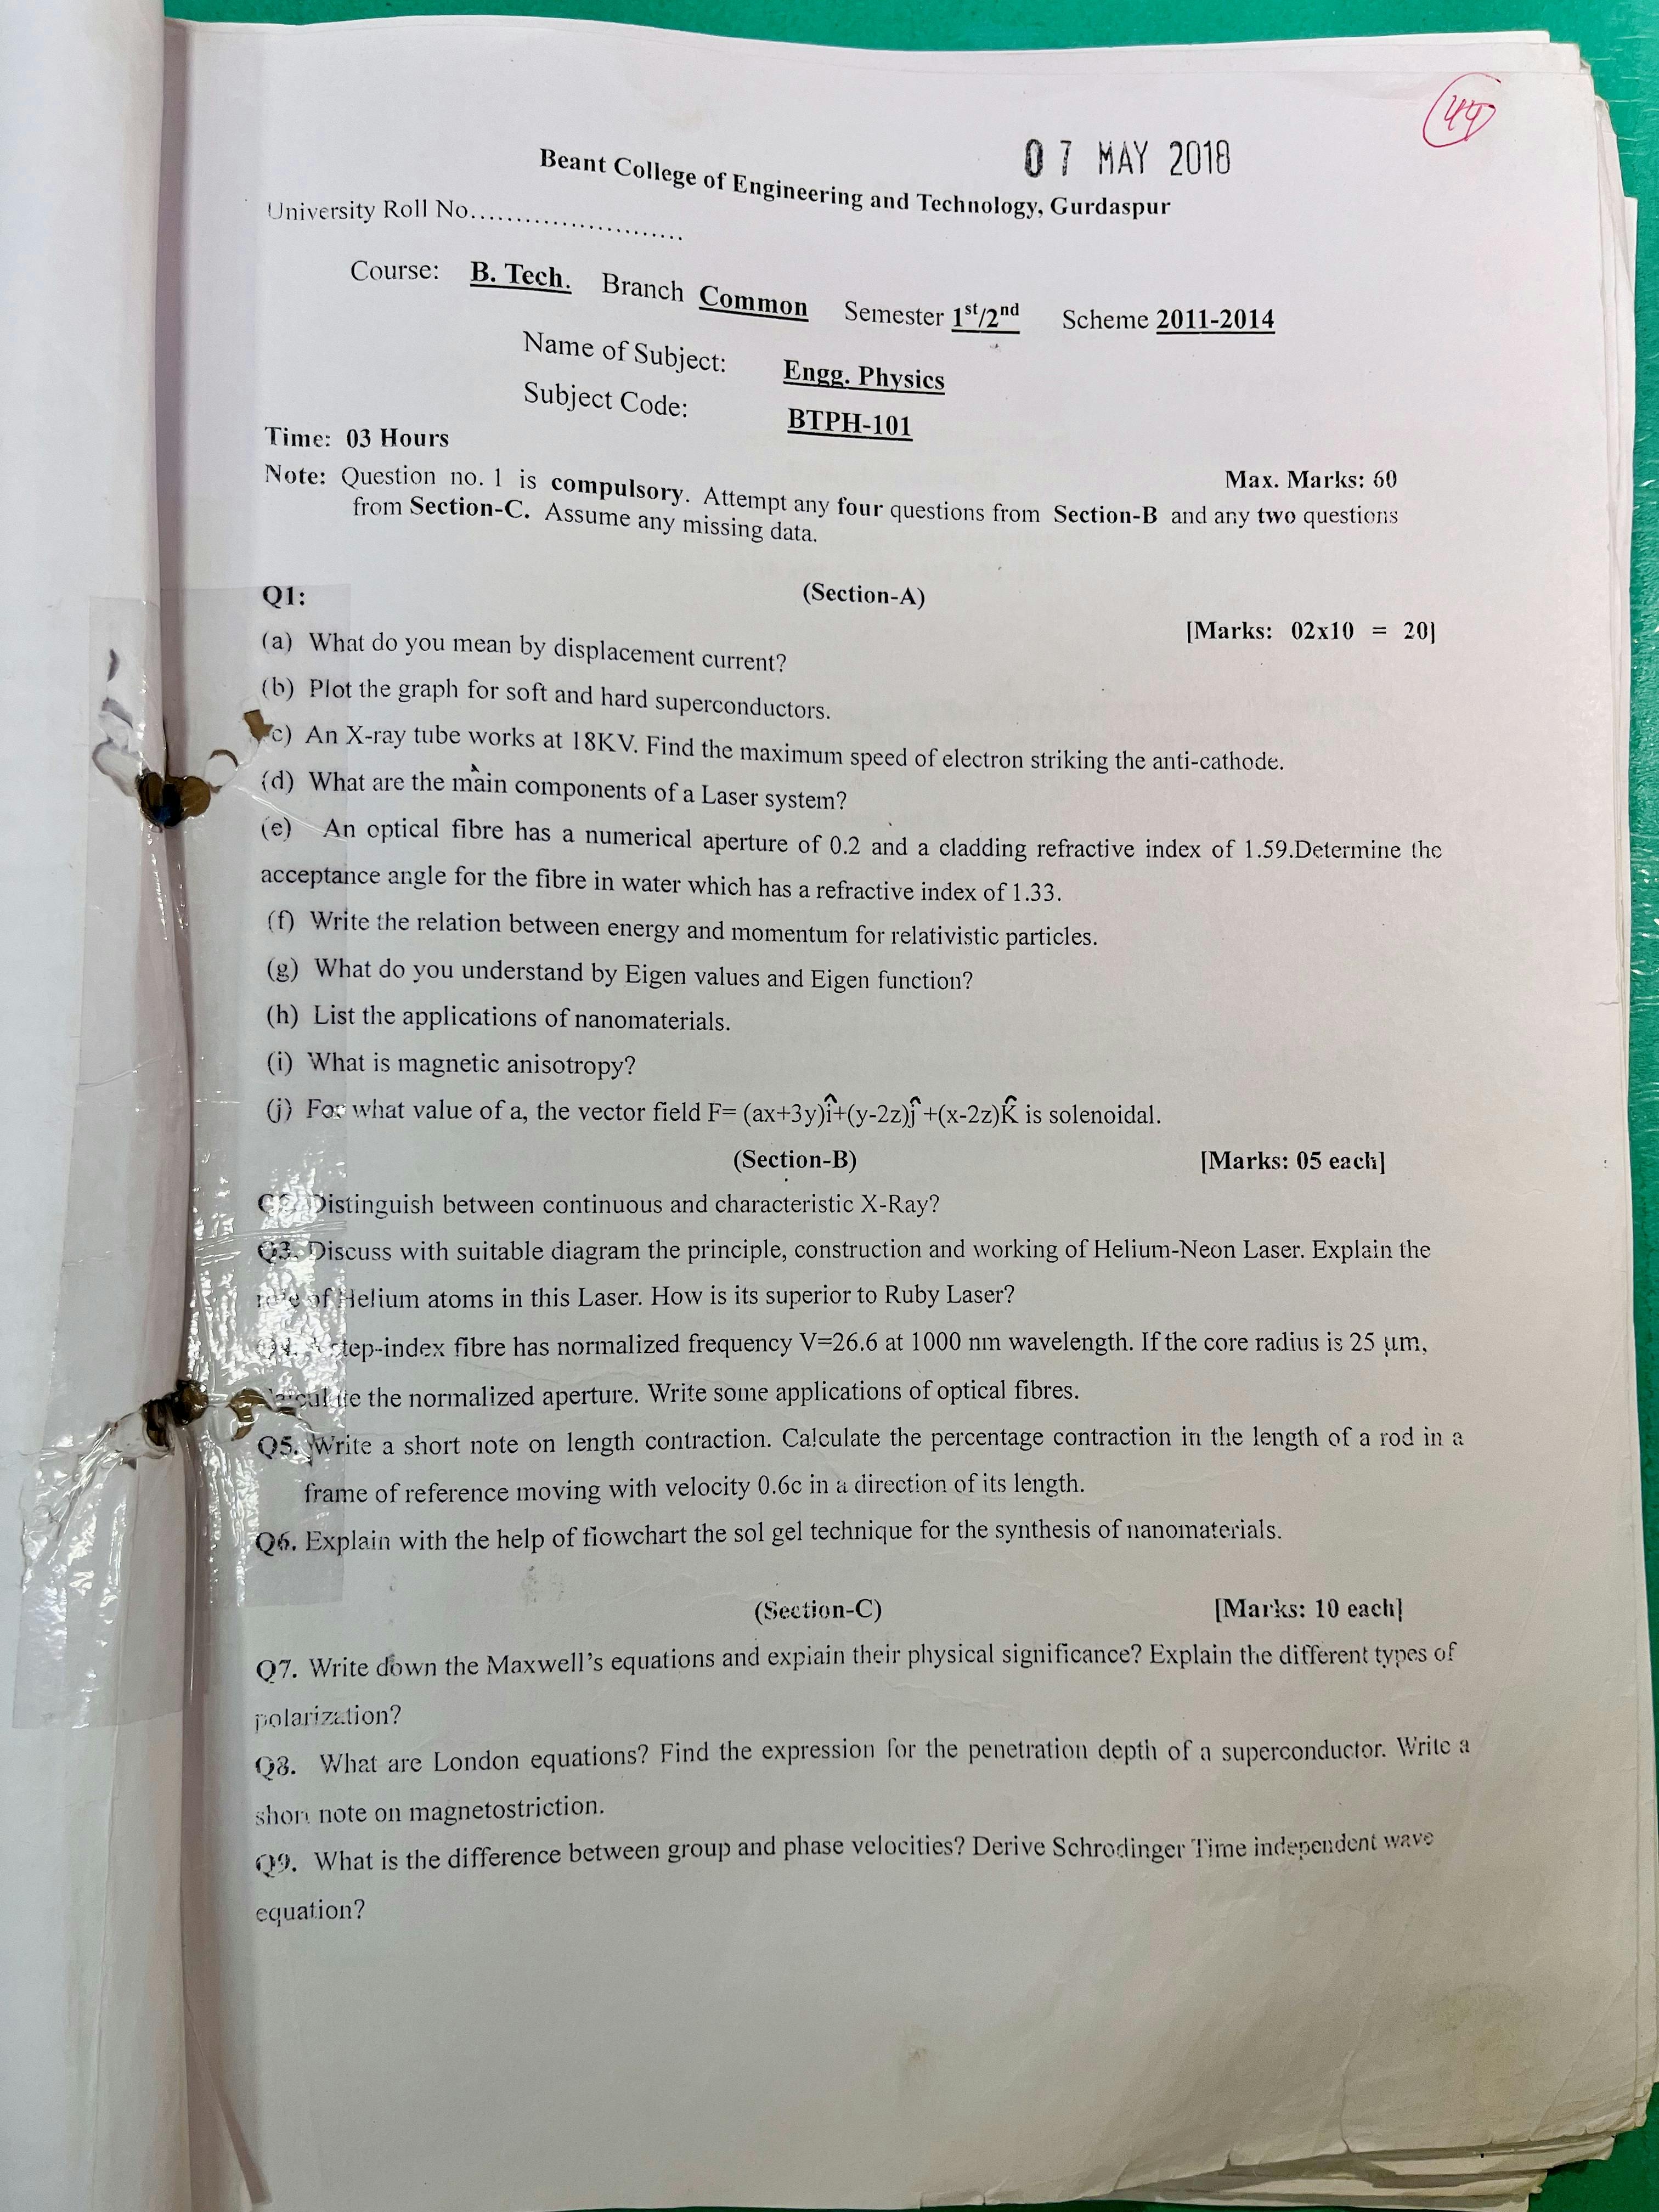 44
07 MAY 2018
Beant College of Engineering and Technology, Gurdaspur
University Roll No........................
Course: B. Tech. Branch Common Semester 1st/2nd Scheme 2011-2014
Name of Subject: Engg. Physics
Subject Code: BTPH-101
Time: 03 Hours
Max. Marks: 60
Note: Question no. 1 is compulsory. Attempt any four questions from Section-B and any two questions
from Section-C. Assume any missing data.
(Section-A)
Q1:
[Marks: 02x10 = 20]
(a) What do you mean by displacement current?
(b) Plot the graph for soft and hard superconductors.
c) An X-ray tube works at 18KV. Find the maximum speed of electron striking the anti-cathode.
(d) What are the main components of a Laser system?
(e) An optical fibre has a numerical aperture of 0.2 and a cladding refractive index of 1.59.Determine the
acceptance angle for the fibre in water which has a refractive index of 1.33.
(f) Write the relation between energy and momentum for relativistic particles.
(g) What do you understand by Eigen values and Eigen function?
(h) List the applications of nanomaterials.
(i) What is magnetic anisotropy?
(j) For what value of a, the vector field F= (ax+3y)î+(y-2z)ĵ +(x-2z)K̂ is solenoidal.
(Section-B) [Marks: 05 each]
Distinguish between continuous and characteristic X-Ray?
Q3. Discuss with suitable diagram the principle, construction and working of Helium-Neon Laser. Explain the
role of Helium atoms in this Laser. How is its superior to Ruby Laser?
step-index fibre has normalized frequency V=26.6 at 1000 nm wavelength. If the core radius is 25 μm,
Calculate the normalized aperture. Write some applications of optical fibres.
Q5. Write a short note on length contraction. Calculate the percentage contraction in the length of a rod in a
frame of reference moving with velocity 0.6c in a direction of its length.
Q6. Explain with the help of flowchart the sol gel technique for the synthesis of nanomaterials.
(Section-C) [Marks: 10 each]
Q7. Write down the Maxwell's equations and explain their physical significance? Explain the different types of
polarization?
Q8. What are London equations? Find the expression for the penetration depth of a superconductor. Write a
short note on magnetostriction.
Q9. What is the difference between group and phase velocities? Derive Schrodinger Time independent wave
equation?